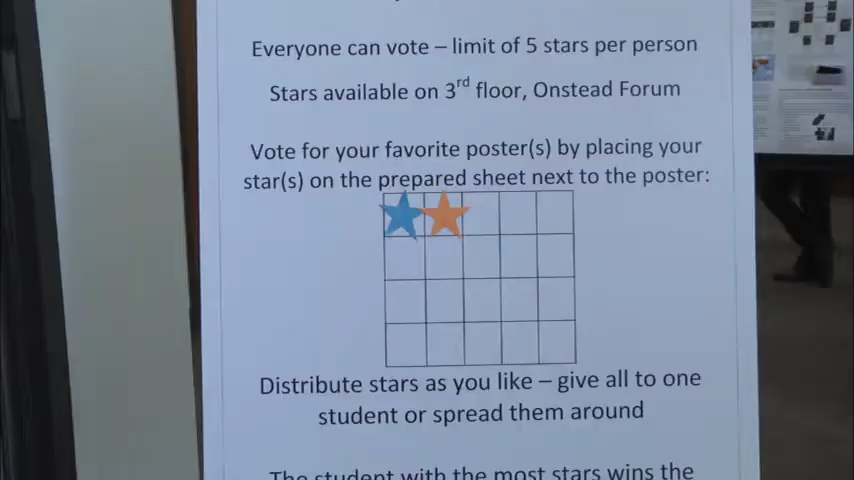 Everyone can vote – limit of 5 stars per person
Stars available on 3rd floor, Onstead Forum
Vote for your favorite poster(s) by placing your
star(s) on the prepared sheet next to the poster:
Distribute stars as you like – give all to one
student or spread them around
The student with the most stars wins the